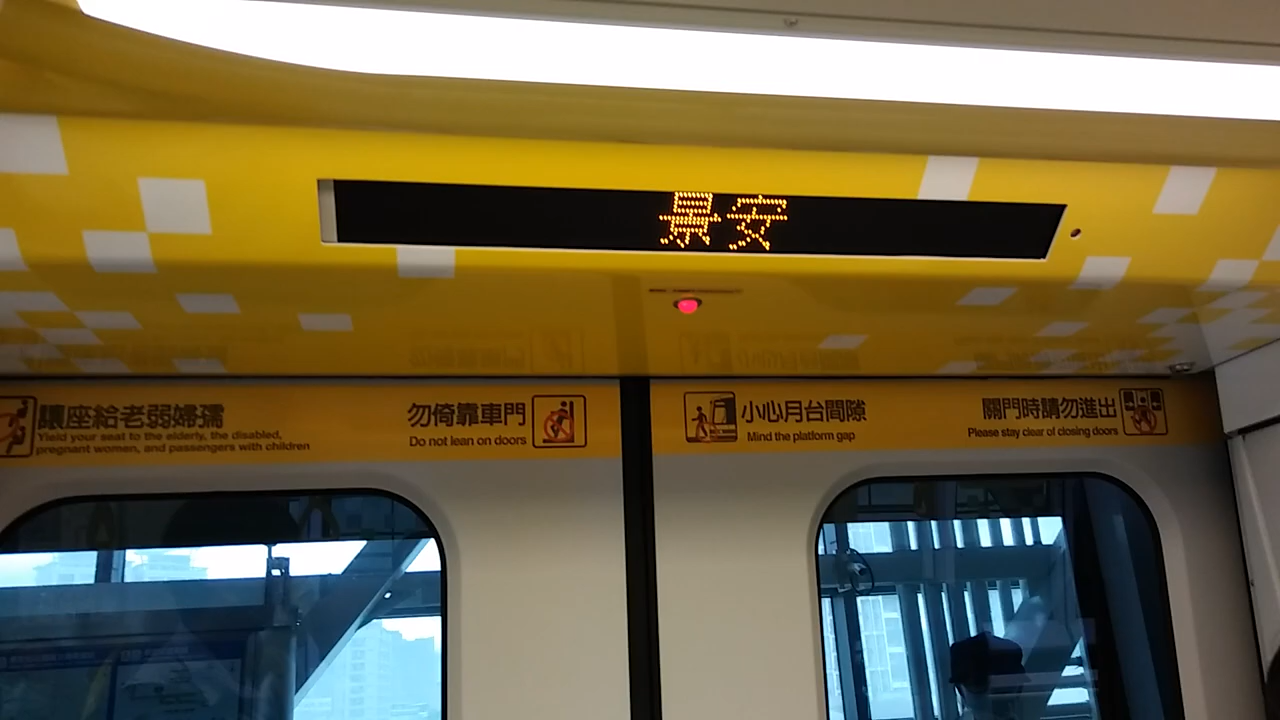 景安
讓座給老弱婦孺
Yield your seat to the elderly, the disabled,
pregnant women, and passengers with children
勿倚靠車門
Do not lean on doors
小心月台間隙
Mind the platform gap
關門時請勿進出
Please stay clear of closing doors